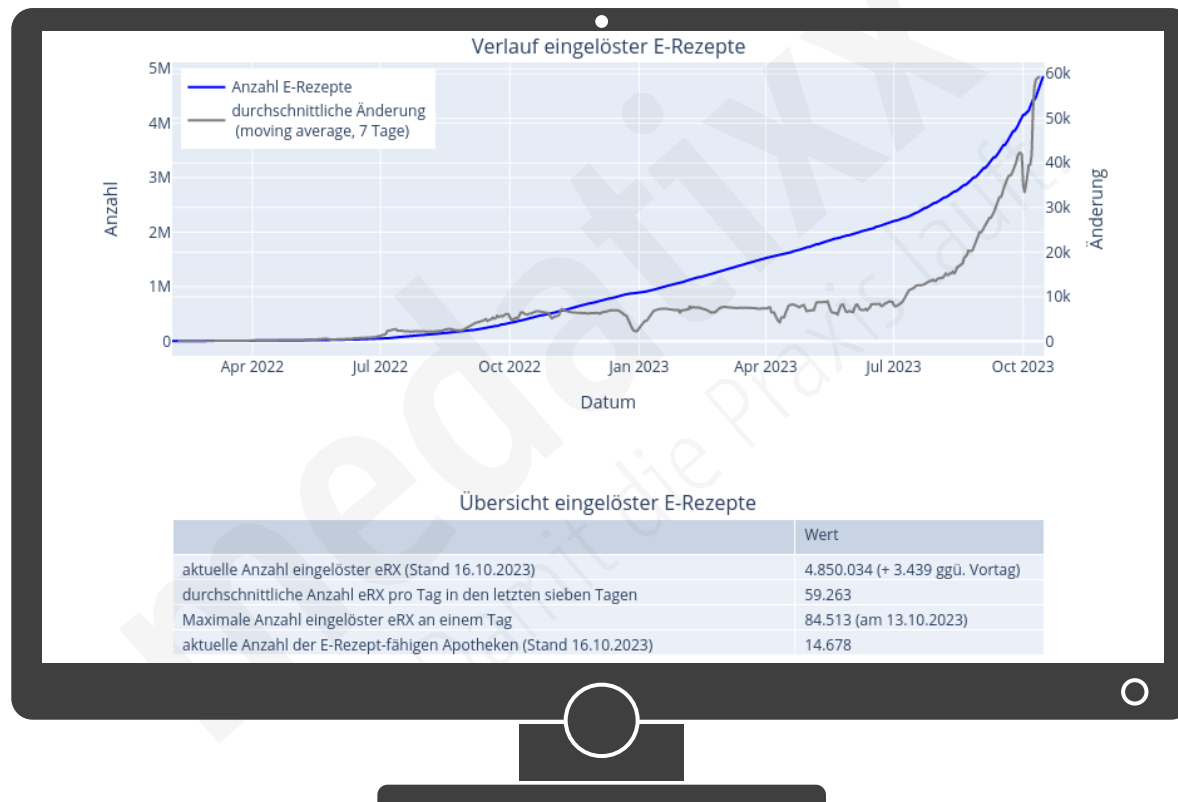 Verlauf eingelöster E-Rezepte
5M
4M
3M
2M
1M
0
Anzahl
Anzahl E-Rezepte
durchschnittliche Änderung
(moving average, 7 Tage)
60k
50k
40k
30k
20k
10k
0
Änderung
Apr 2022 Jul 2022 Oct 2022 Jan 2023 Apr 2023 Jul 2023 Oct 2023
Datum
medatixx
Damit die Praxis läuft.
Übersicht eingelöster E-Rezepte
Wert
aktuelle Anzahl eingelöster eRX (Stand 16.10.2023) 4.850.034 (+ 3.439 ggü. Vortag)
durchschnittliche Anzahl eRX pro Tag in den letzten sieben Tagen 59.263
Maximale Anzahl eingelöster eRX an einem Tag 84.513 (am 13.10.2023)
aktuelle Anzahl der E-Rezept-fähigen Apotheken (Stand 16.10.2023) 14.678